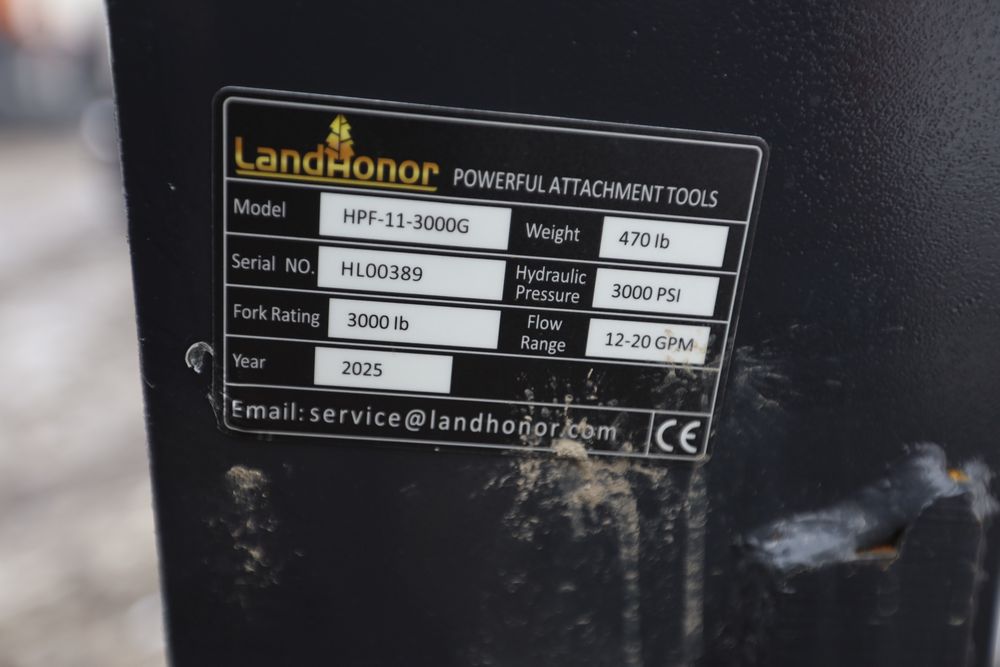 LandHonor POWERFUL ATTACHMENT TOOLS
Model HPF-11-3000G Weight 470 lb
Serial NO. HL00389 Hydraulic Pressure 3000 PSI
Fork Rating 3000 lb Flow Range 12-20 GPM
Year 2025
Email: service@landhonor.com CE